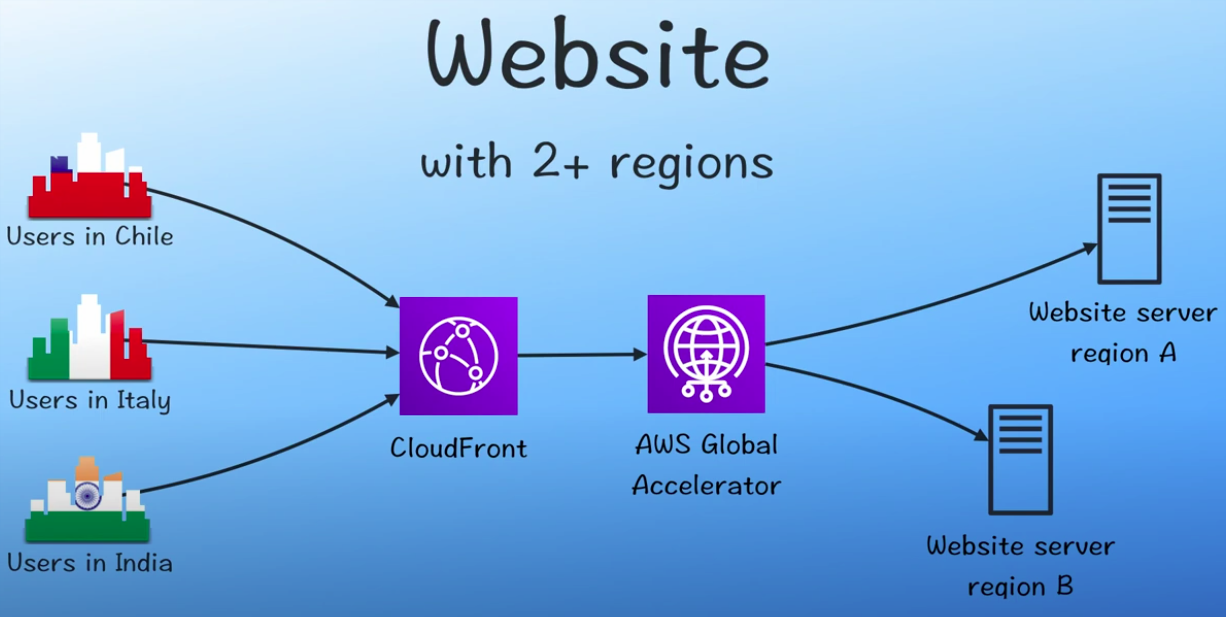 Website
with 2+ regions
Users in Chile
Users in Italy
Users in India
CloudFront
AWS Global
Accelerator
Website server
region A
Website server
region B